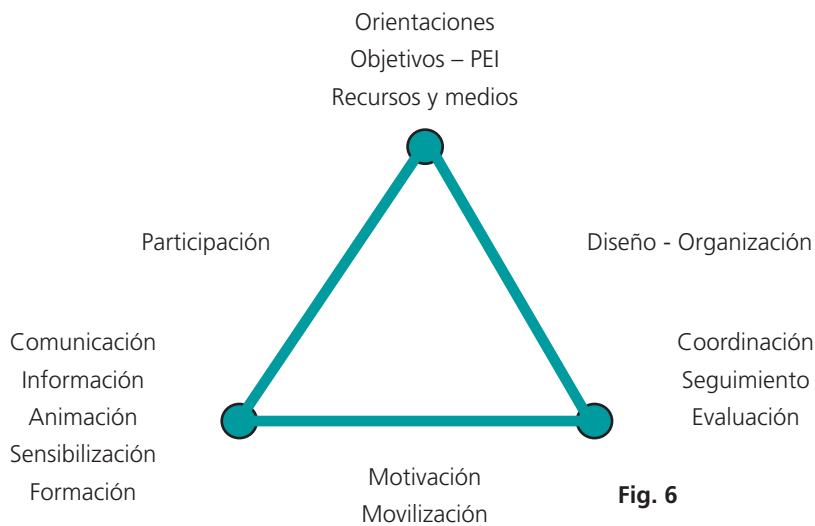 Orientaciones
Objetivos – PEI
Recursos y medios
Participación
Diseño - Organización
Comunicación
Información
Animación
Sensibilización
Formación
Coordinación
Seguimiento
Evaluación
Motivación
Movilización
Fig. 6